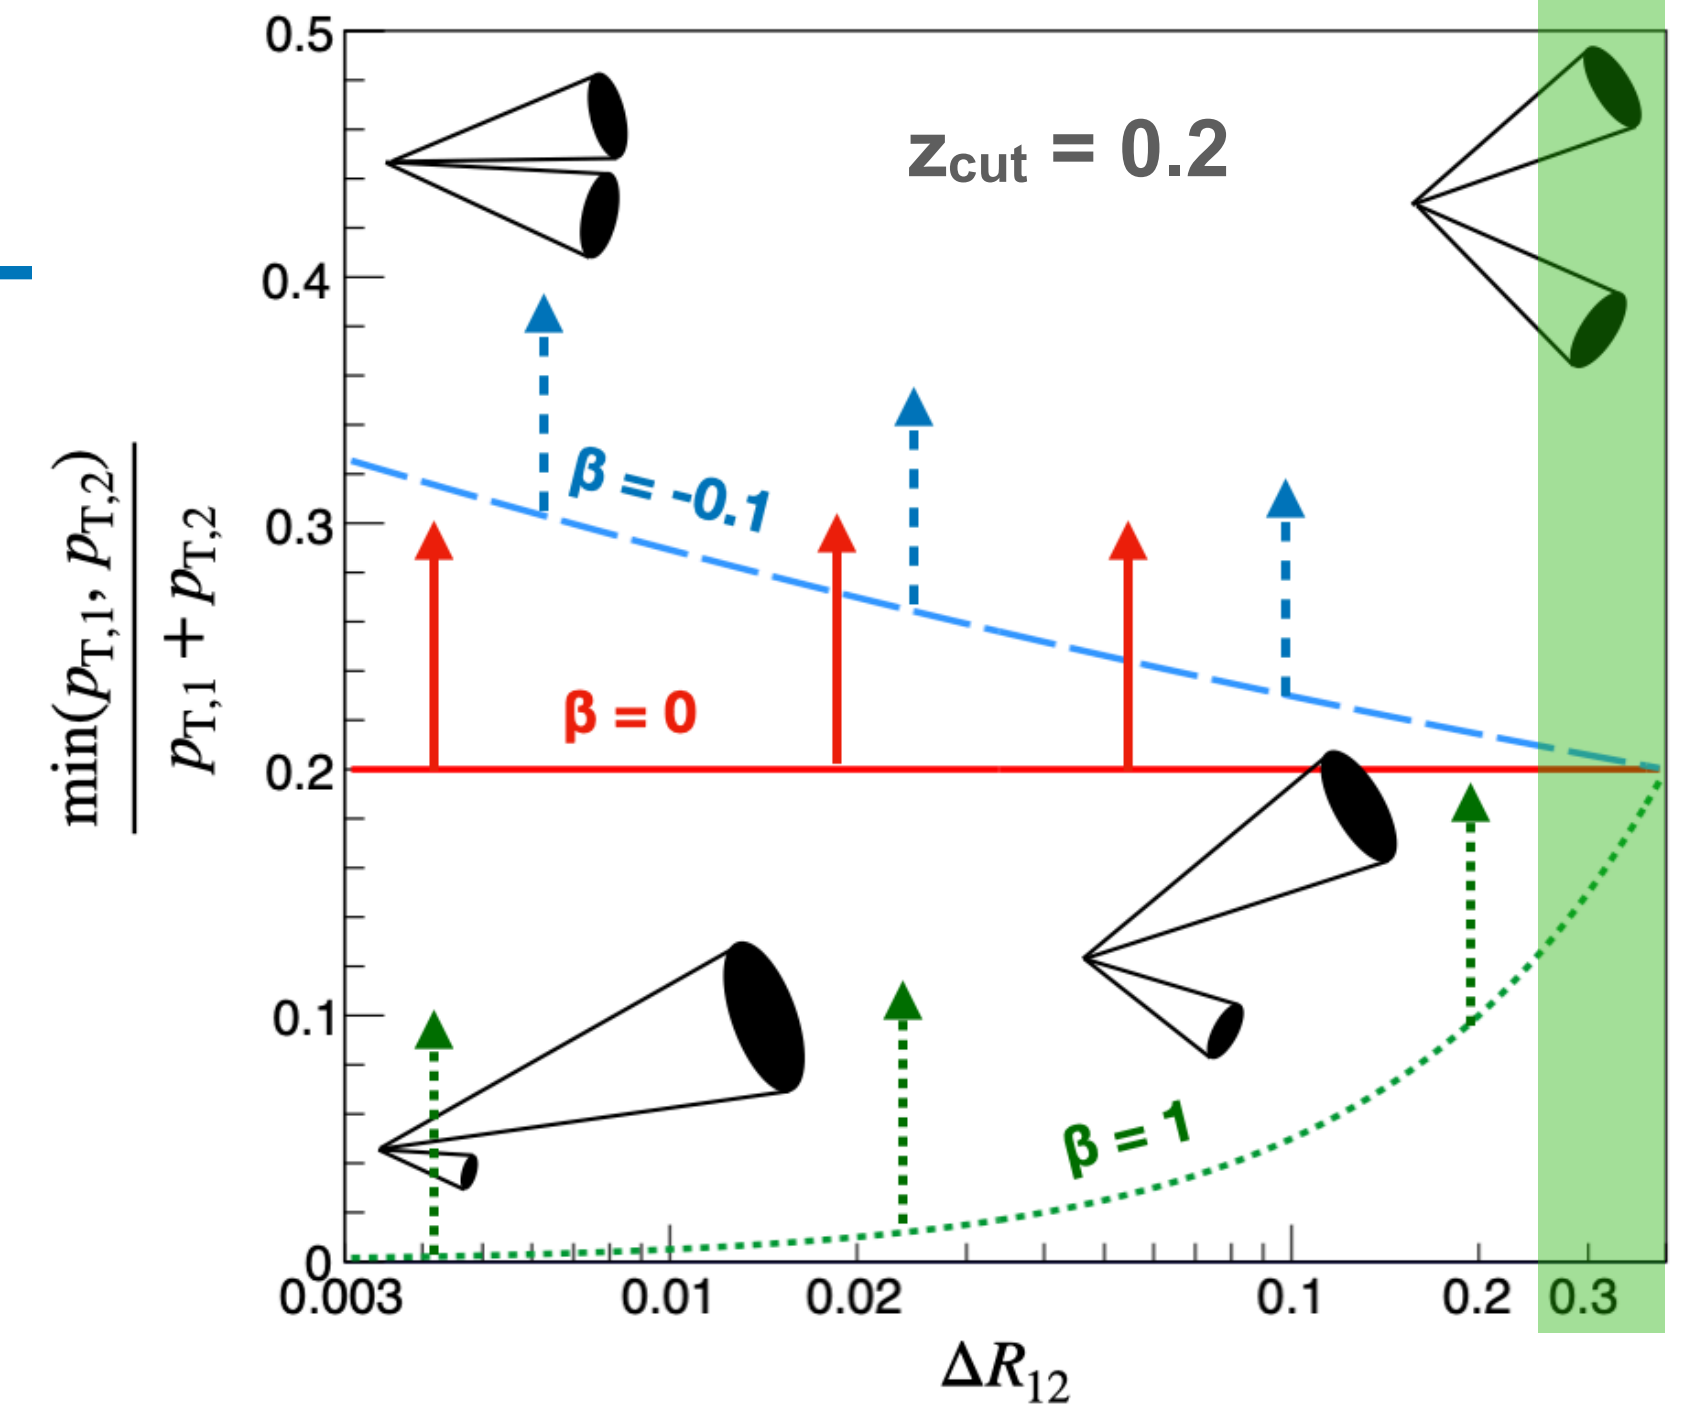 0.5
z_cut = 0.2
0.4
β = -0.1
0.3
min(p_T,1, p_T,2)
p_T,1 + p_T,2
β = 0
0.2
0.1
β = 1
0
0.003 0.01 0.02 0.1 0.2 0.3
ΔR_12